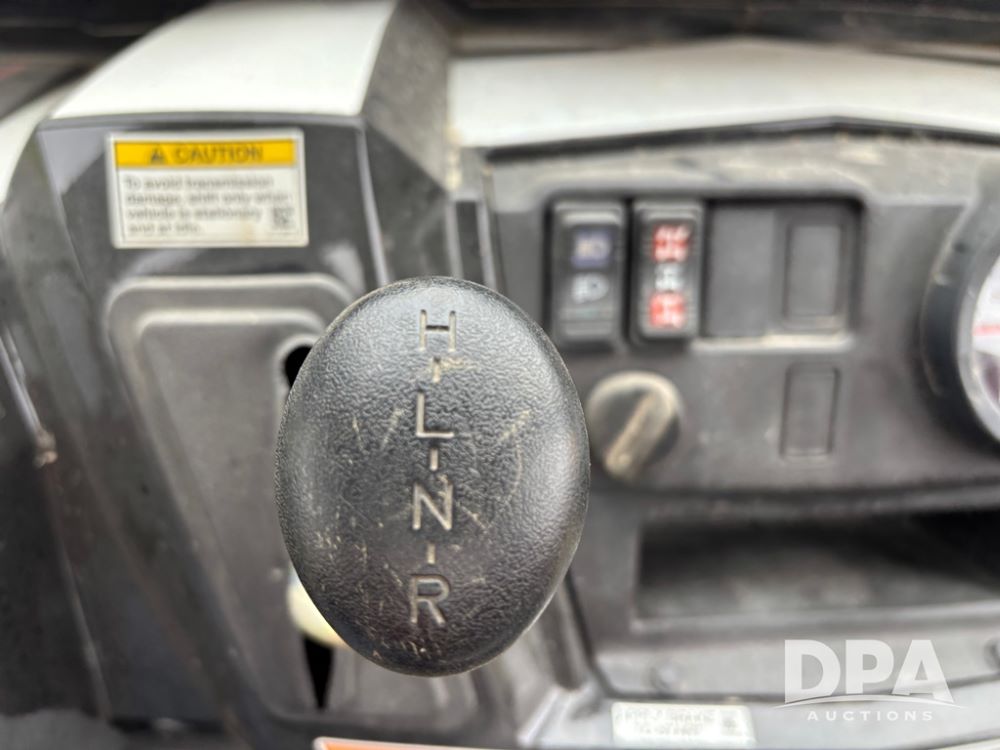 CAUTION
To avoid transmission
damage, shift only when
vehicle is stationary
and at idle.
H
L
N
R
DPA
AUCTIONS